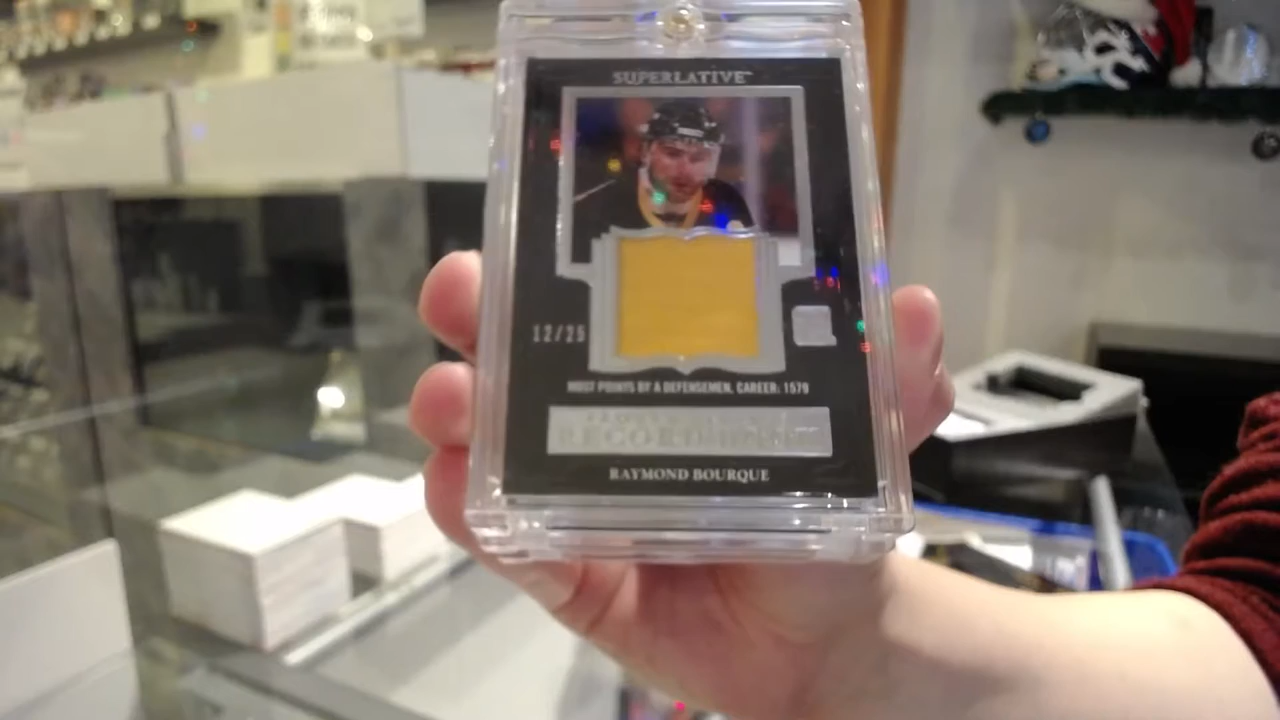 SUPERLATIVE
12/25
MOST POINTS BY A DEFENSEMEN, CAREER: 1579
RAYMOND BOURQUE